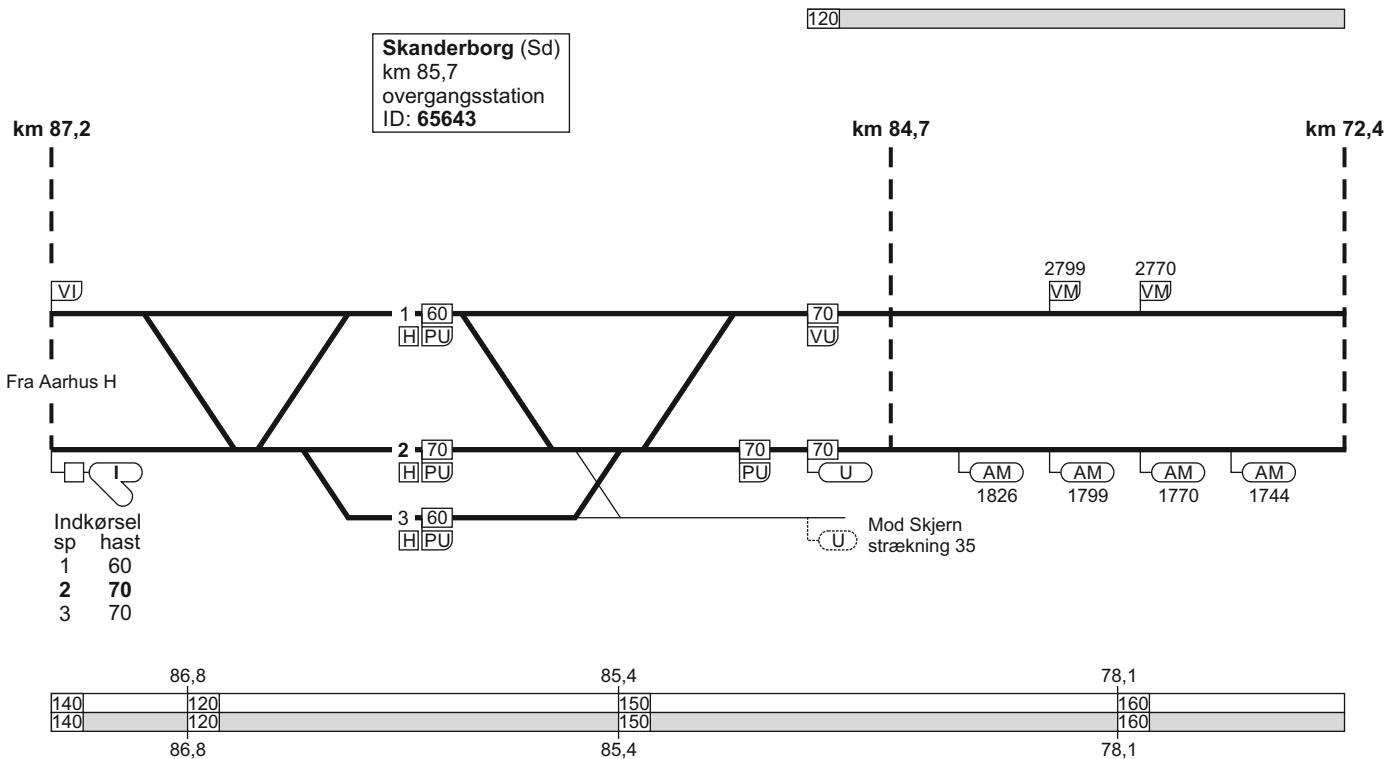 120
Skanderborg (Sd)
km 85,7
overgangsstation
ID: 65643
km 87,2
km 84,7
km 72,4
2799 2770
VI
VM VM
1 60 70
H PU VU
Fra Aarhus H
2 70 70 70
I
H PU PU U AM AM AM AM
1826 1799 1770 1744
Indkørsel
sp hast
1 60
2 70
3 70
3 60
H PU
U
Mod Skjern
strækning 35
86,8 85,4 78,1
140 120 150 160
140 120 150 160
86,8 85,4 78,1